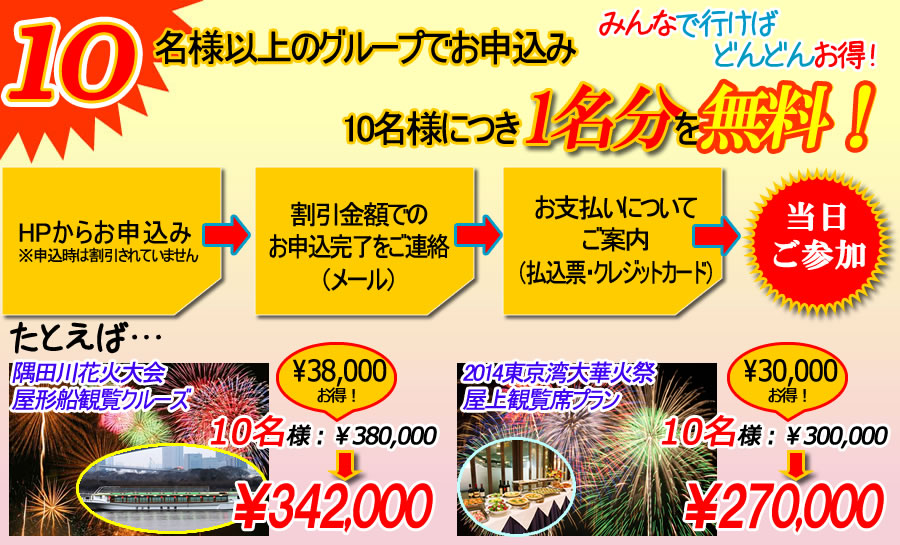 10名様以上のグループでお申込み
みんなで行けば
どんどんお得!
10名様につき1名分を無料!
HPからお申込み
※申込時は割引されていません
割引金額での
お申込完了をご連絡
(メール)
お支払いについて
ご案内
(払込票・クレジットカード)
当日
ご参加
たとえば…
隅田川花火大会
屋形船観覧クルーズ
¥38,000
お得!
10名様:¥380,000
¥342,000
2014東京湾大華火祭
屋上観覧席プラン
¥30,000
お得!
10名様:¥300,000
¥270,000